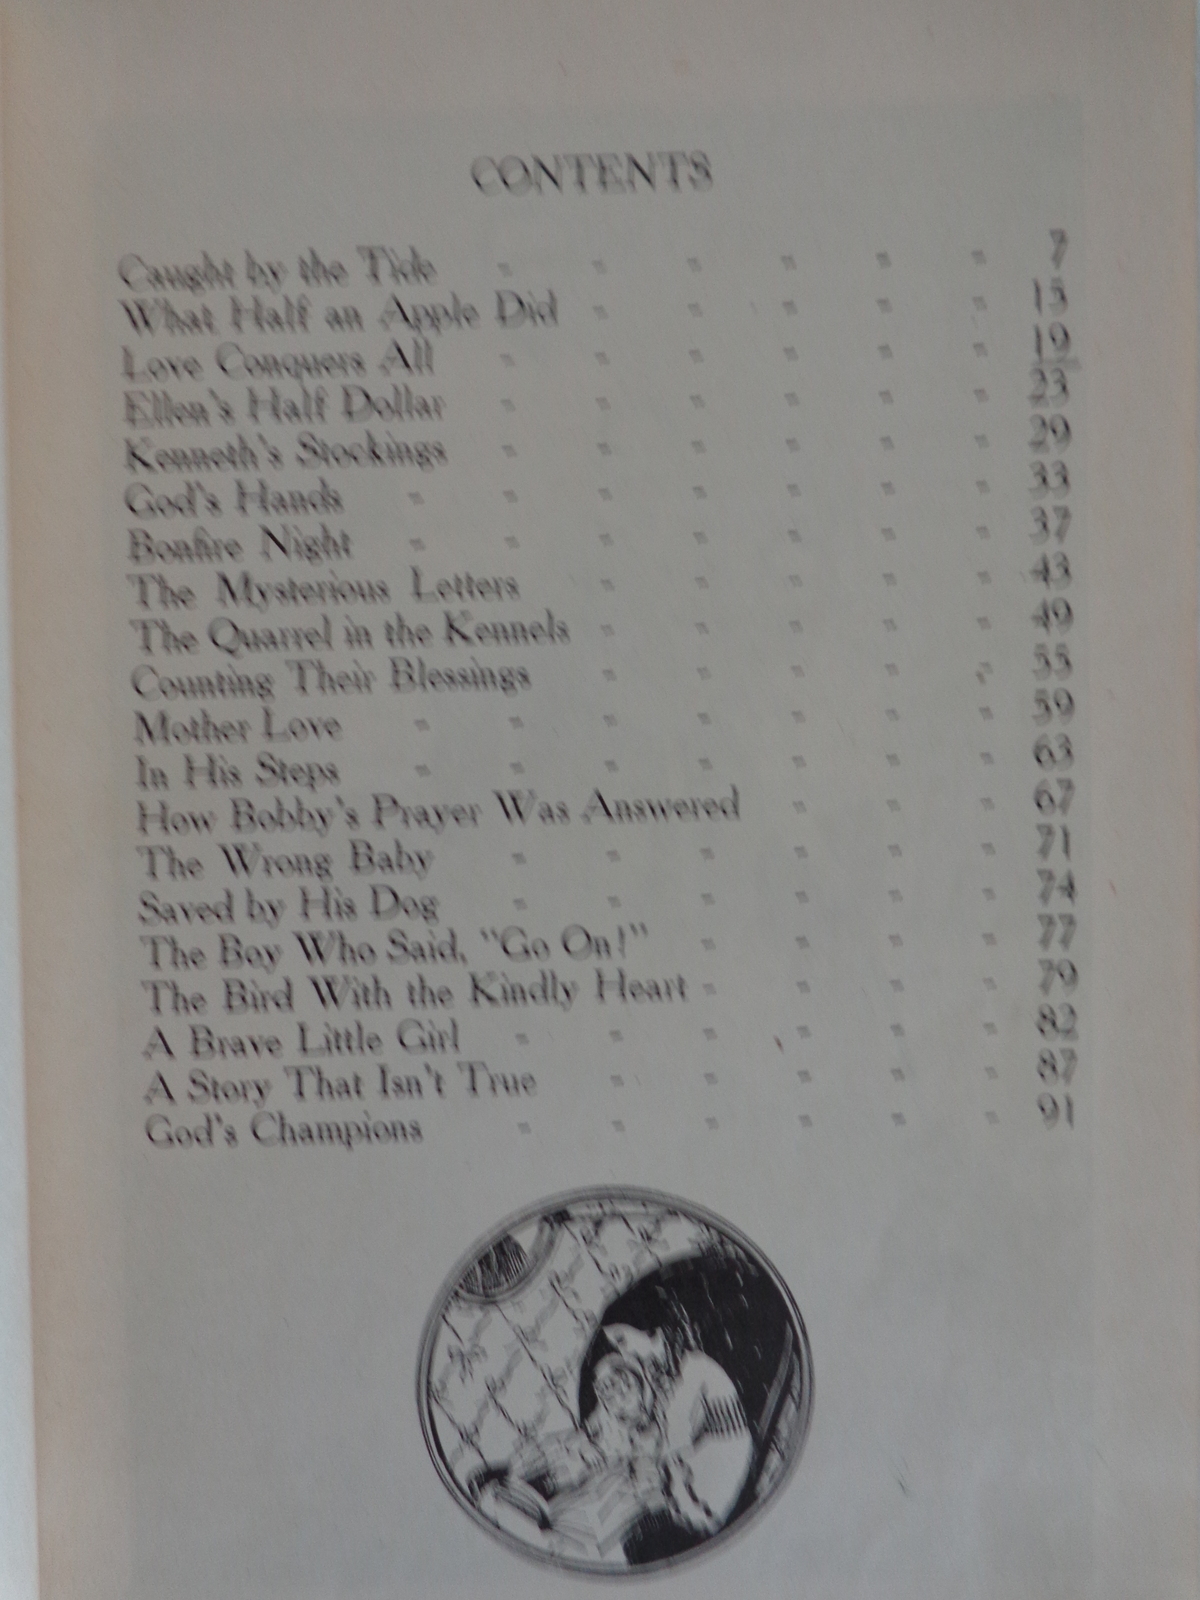 CONTENTS
Caught by the Tide - - - - - - 7
What Half an Apple Did - - - - - 15
Love Conquers All - - - - - - 19
Ellen's Half Dollar - - - - - - 23
Kenneth's Stockings - - - - - - 29
God's Hands - - - - - - - 33
Bonfire Night - - - - - - - 37
The Mysterious Letters - - - - - 43
The Quarrel in the Kennels - - - - - 49
Counting Their Blessings - - - - - 55
Mother Love - - - - - - - 59
In His Steps - - - - - - - 63
How Bobby's Prayer Was Answered - - - 67
The Wrong Baby - - - - - - 71
Saved by His Dog - - - - - - 74
The Boy Who Said, "Go On!" - - - - 77
The Bird With the Kindly Heart - - - - 79
A Brave Little Girl - - - - - - 82
A Story That Isn't True - - - - - 87
God's Champions - - - - - - 91